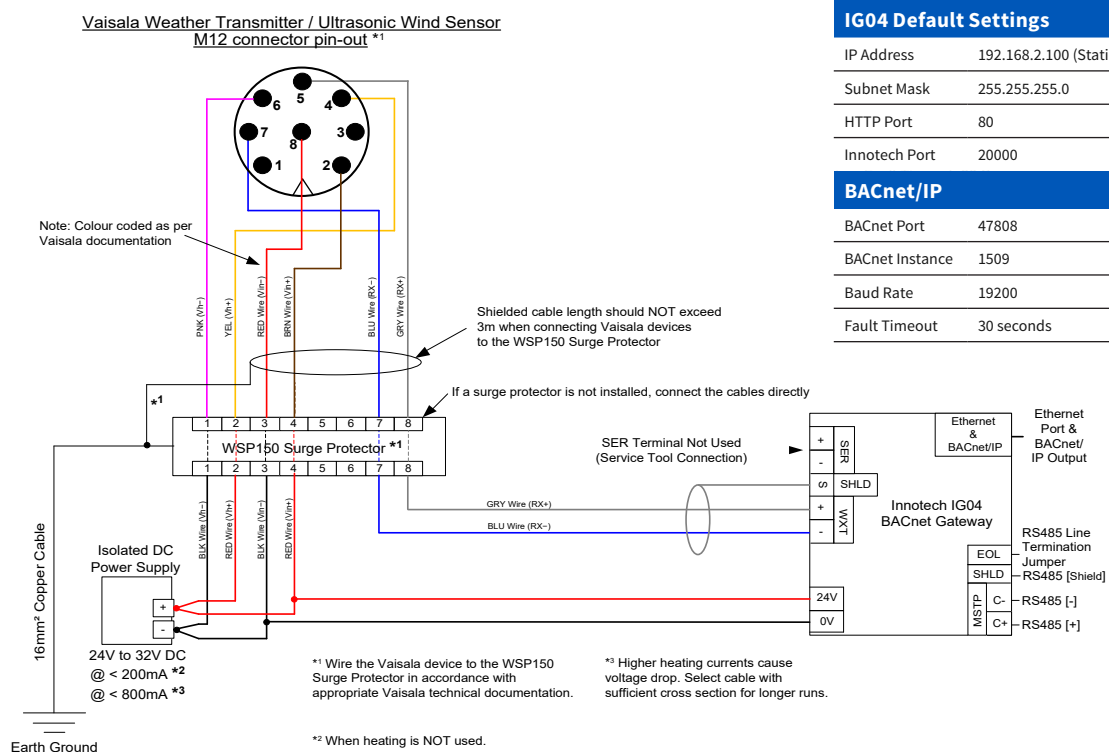 Vaisala Weather Transmitter / Ultrasonic Wind Sensor
M12 connector pin-out *1
5
6
4
7
8
3
1
2
Note: Colour coded as per
Vaisala documentation
PNK (Vh−)
YEL (Vh+)
RED Wire (Vin−)
BRN Wire (Vin+)
BLU Wire (RX−)
GRY Wire (RX+)
Shielded cable length should NOT exceed
3m when connecting Vaisala devices
to the WSP150 Surge Protector
*1
If a surge protector is not installed, connect the cables directly
1 2 3 4 5 6 7 8
WSP150 Surge Protector *1
1 2 3 4 5 6 7 8
BLK Wire (Vh−)
RED Wire (Vh+)
BLK Wire (Vin−)
RED Wire (Vin+)
GRY Wire (RX+)
BLU Wire (RX−)
16mm² Copper Cable
Earth Ground
Isolated DC
Power Supply
+
-
24V to 32V DC
@ < 200mA *2
@ < 800mA *3
*1 Wire the Vaisala device to the WSP150
Surge Protector in accordance with
appropriate Vaisala technical documentation.
*2 When heating is NOT used.
*3 Higher heating currents cause
voltage drop. Select cable with
sufficient cross section for longer runs.
SER Terminal Not Used
(Service Tool Connection)
+
-
SER
S
SHLD
+
-
WXT
24V
0V
Innotech IG04
BACnet Gateway
Ethernet
&
BACnet/IP
Ethernet
Port &
BACnet/
IP Output
EOL
RS485 Line
Termination
Jumper
SHLD
RS485 [Shield]
MSTP
C-
RS485 [-]
C+
RS485 [+]
IG04 Default Settings
IP Address 192.168.2.100 (Stati
Subnet Mask 255.255.255.0
HTTP Port 80
Innotech Port 20000
BACnet/IP
BACnet Port 47808
BACnet Instance 1509
Baud Rate 19200
Fault Timeout 30 seconds